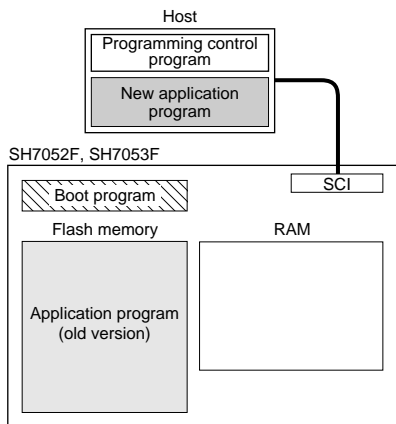 Host
Programming control
program
New application
program
SH7052F, SH7053F
SCI
Boot program
Flash memory
RAM
Application program
(old version)